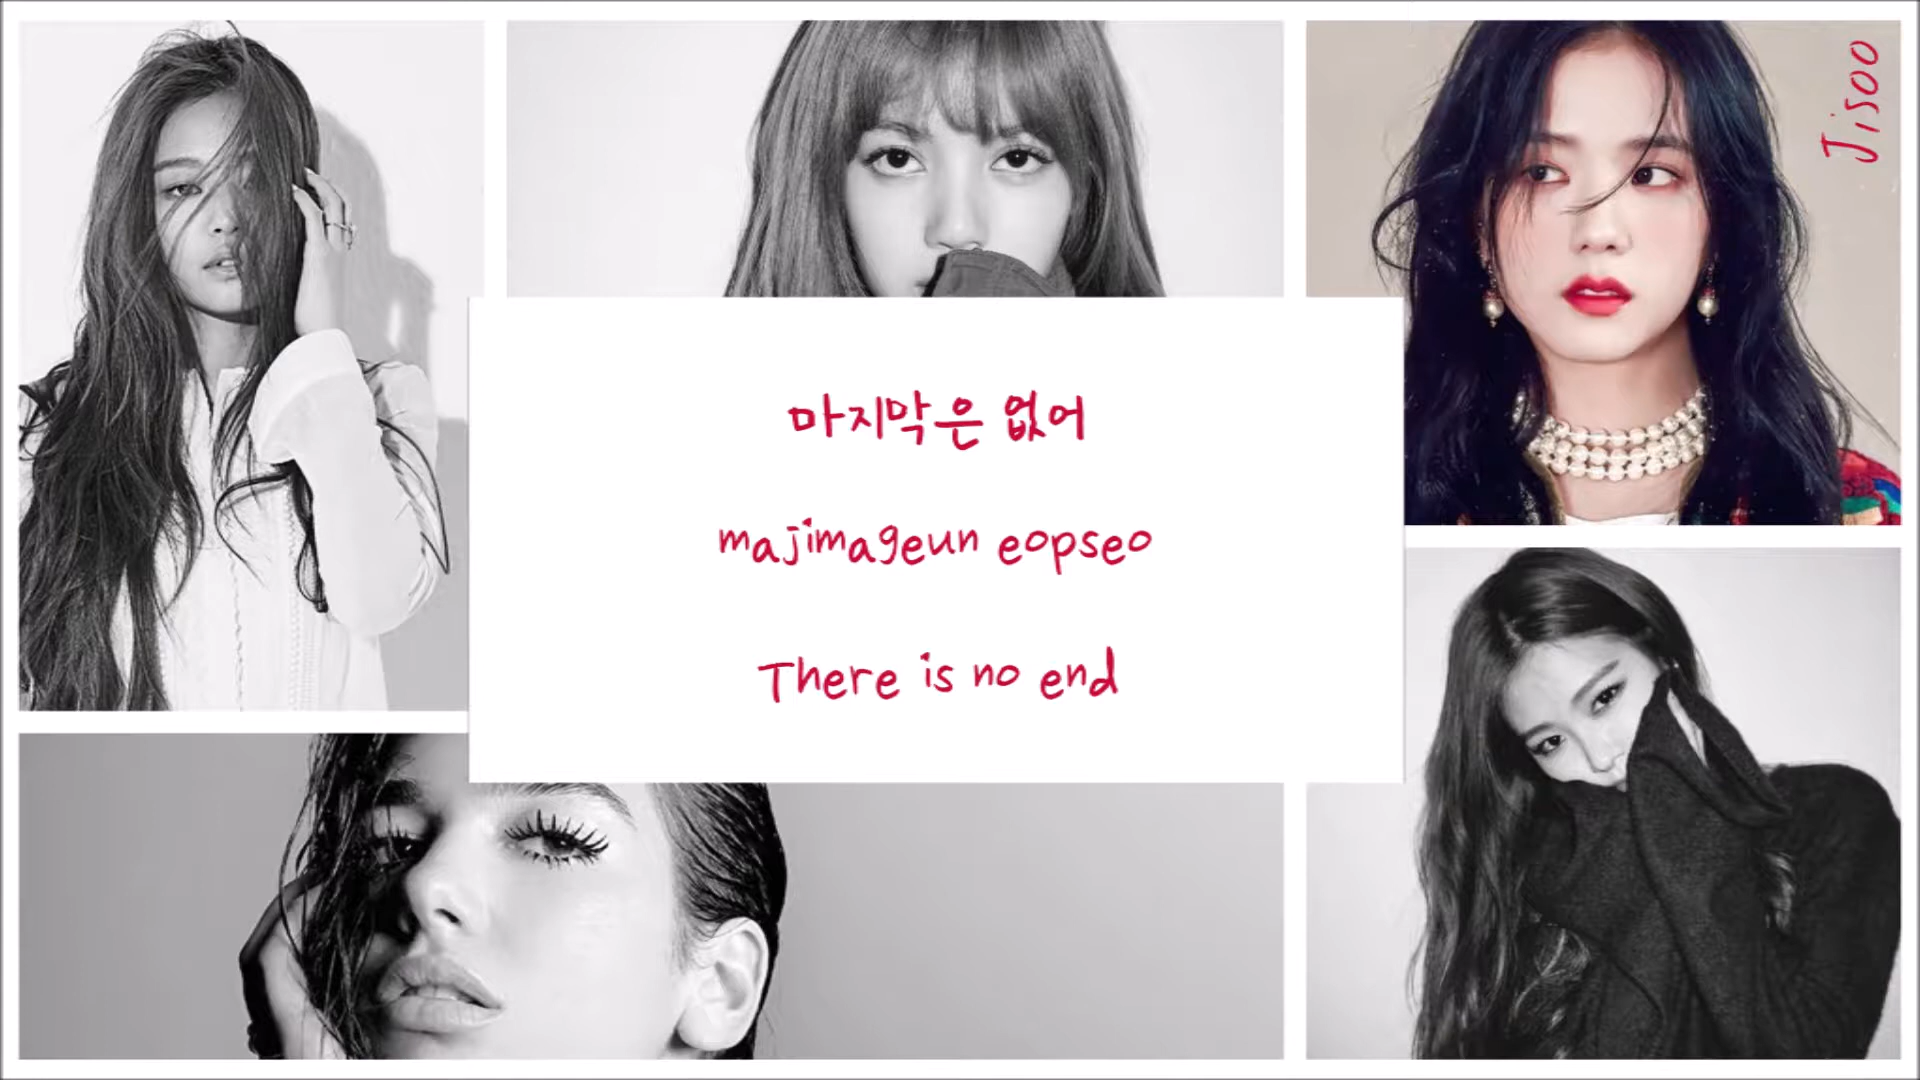 Jisoo
마지막은 없어
majimageun eopseo
There is no end